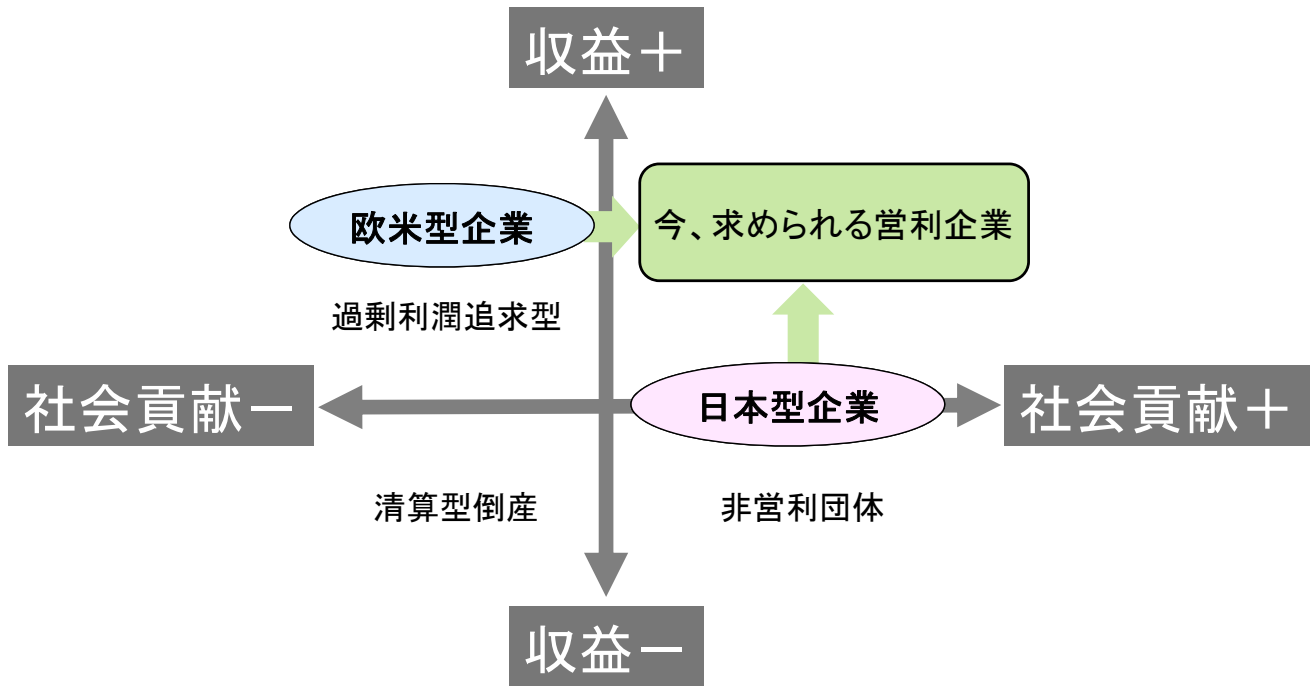 収益＋
欧米型企業
今、求められる営利企業
過剰利潤追求型
社会貢献－
日本型企業
社会貢献＋
清算型倒産
非営利団体
収益－